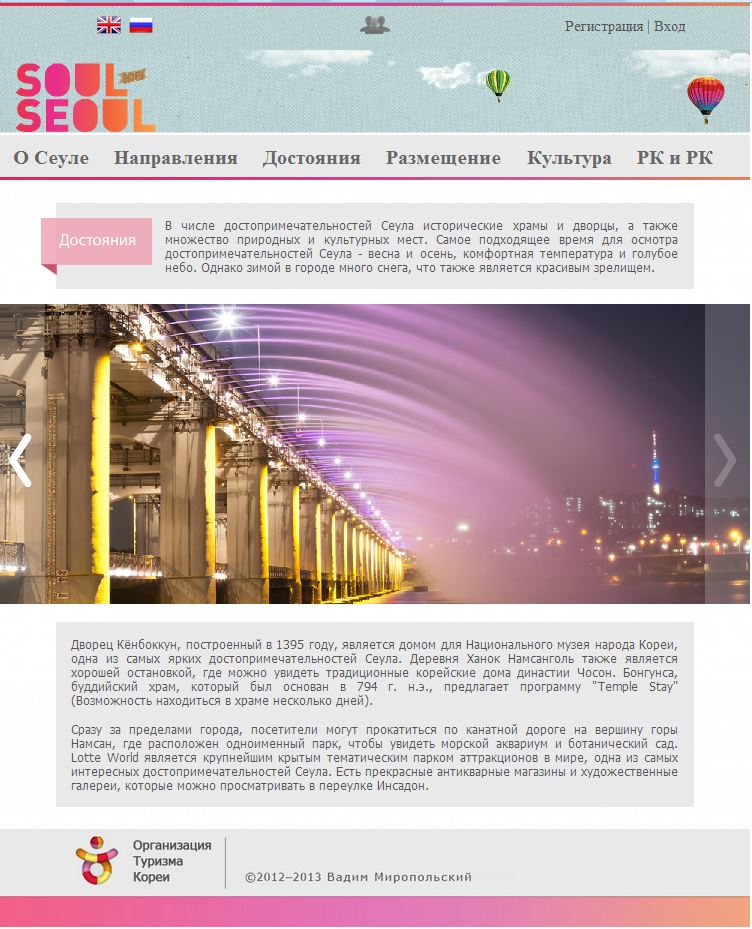 Регистрация | Вход
SOUL
SEOUL
О Сеуле Направления Достояния Размещение Культура РК и РК
Достояния
В числе достопримечательностей Сеула исторические храмы и дворцы, а также
множество природных и культурных мест. Самое подходящее время для осмотра
достопримечательностей Сеула - весна и осень, комфортная температура и голубое
небо. Однако зимой в городе много снега, что также является красивым зрелищем.
Дворец Кёнбоккун, построенный в 1395 году, является домом для Национального музея народа Кореи,
одна из самых ярких достопримечательностей Сеула. Деревня Ханок Намсанголь также является
хорошей остановкой, где можно увидеть традиционные корейские дома династии Чосон. Бонгунса,
буддийский храм, который был основан в 794 г. н.э., предлагает программу "Temple Stay"
(Возможность находиться в храме несколько дней).
Сразу за пределами города, посетители могут прокатиться по канатной дороге на вершину горы
Намсан, где расположен одноименный парк, чтобы увидеть морской аквариум и ботанический сад.
Lotte World является крупнейшим крытым тематическим парком аттракционов в мире, одна из самых
интересных достопримечательностей Сеула. Есть прекрасные антикварные магазины и художественные
галереи, которые можно просматривать в переулке Инсадон.
Организация
Туризма
Кореи
©2012–2013 Вадим Миропольский